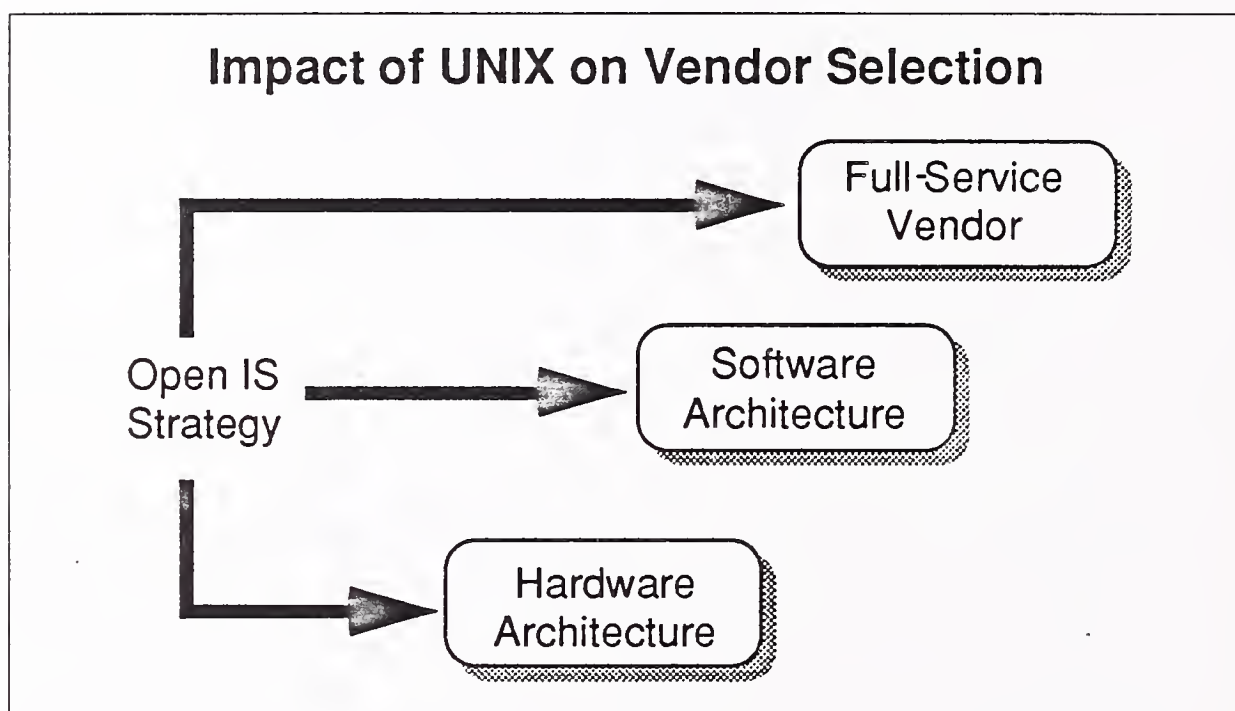 Impact of UNIX on Vendor Selection
Full-Service
Vendor
Open IS
Strategy
Software
Architecture
Hardware
Architecture